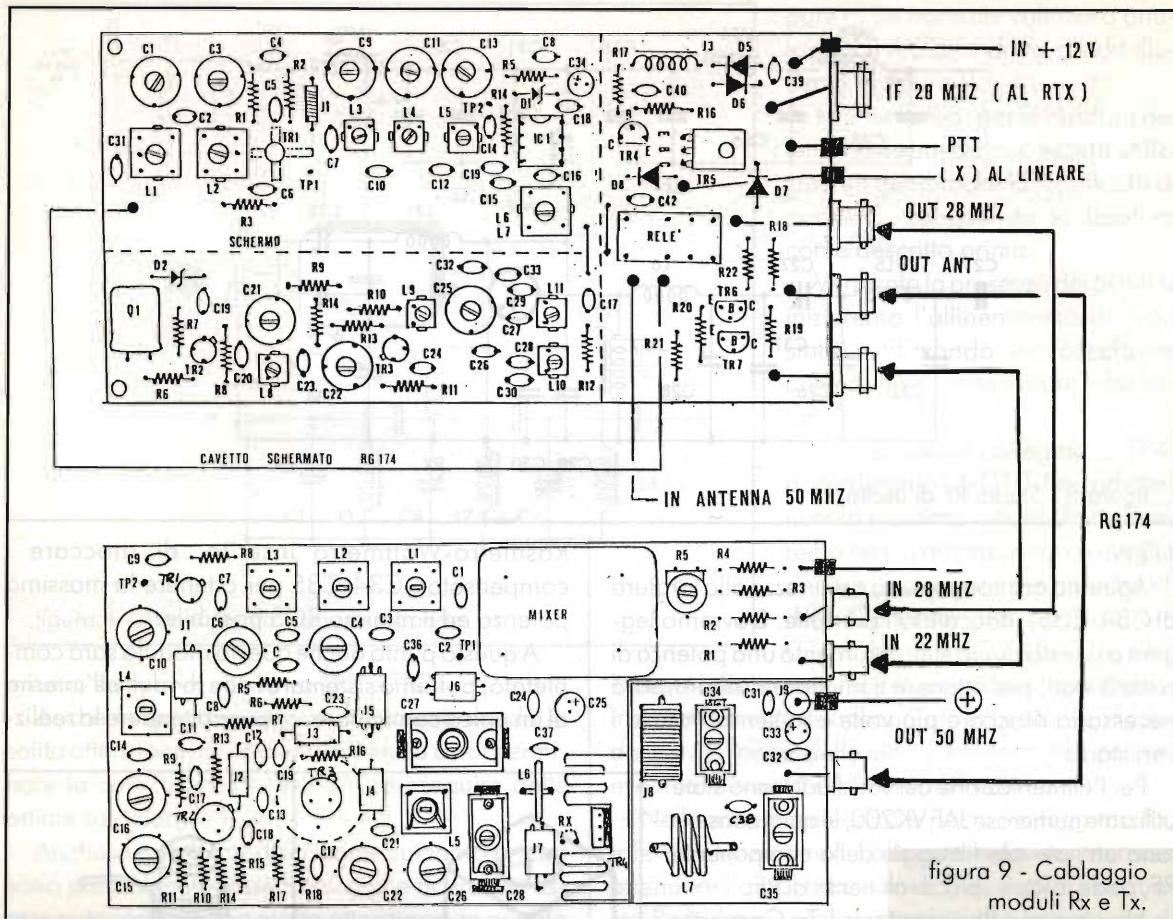 C1 C3 C4 C9 C11 C13 C8 R17 J3 D5 IN + 12 V
R2 R5 C34 C39
C5 R14 D1 C40 D6 IF 28 MHZ ( AL RTX )
C2 R1 J1 L3 L4 L5 TP2 C18 R16
C31 TR1 C14 IC1 B C E TR4 PTT
C7 C19 D8 TR5 D7 ( X ) AL LINEARE
L1 L2 C6 TP1 C10 C12 C16
C15 C42 OUT 28 MHZ
R3 L6 L7 RELE' R18
SCHERMO OUT ANT
D2 R9 C32 C33 R22
C21 R14 R10 L9 C25 C29 L11 C17 TR6
Q1 C19 C27 E B R20 R19
R7 R13 C24 C28 R21 E B C
TR2 C20 TR3 C26 TR7
R6 R8 L8 C23 C22 R11 C30 L10 R12
CAVETTO SCHERMATO RG174
IN ANTENNA 50 MHZ
RG174
C9 R8 L3 L2 L1 C1 R5 R4
TP2 TR1 C7 MIXER R3 IN 28 MHZ
C6 C5 C4 C3 R2
C10 C36 C2 TP1 R1 IN 22 MHZ
L4 C8 R5 J6
R6 C23 J5 C27 C25 C34 C31 J9
C14 C11 R7 J3 +
R13 C12 R16 C37 C33 OUT 50 MHZ
R9 J2 C19 TR3 J4 L6 J8 C32
C17 C13 RX
C16 TR2 C18 C21 L5 J7 TR4 C38
C15 R11 R10 R14 R15 R17 R18 C22 C26 C28 L7 C35
figura 9 - Cablaggio
moduli Rx e Tx.